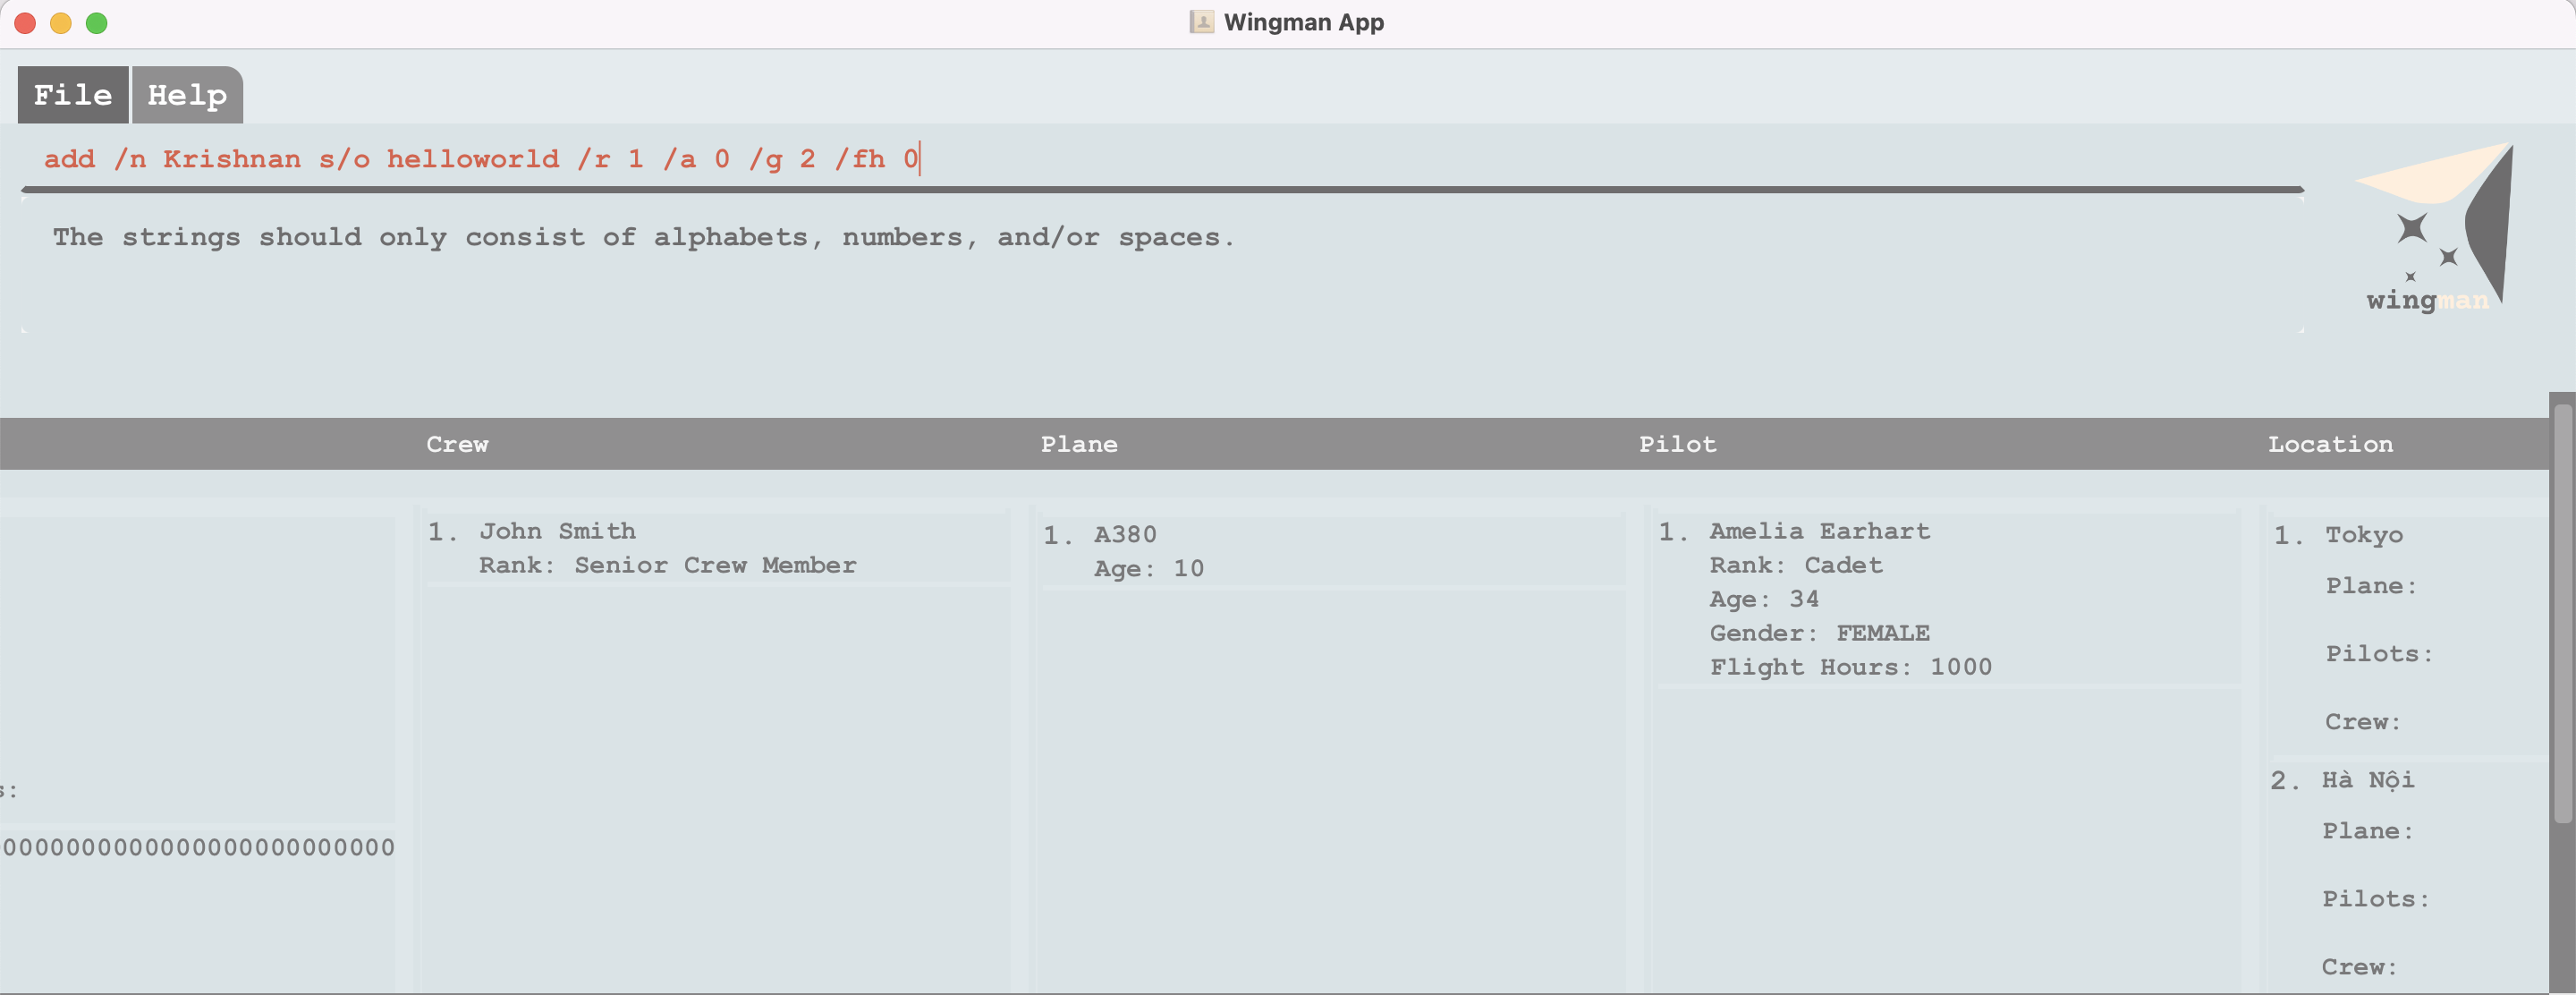 Wingman App
File Help
add /n Krishnan s/o helloworld /r 1 /a 0 /g 2 /fh 0
The strings should only consist of alphabets, numbers, and/or spaces.
wingman
Crew Plane Pilot Location
1. John Smith
Rank: Senior Crew Member
1. A380
Age: 10
1. Amelia Earhart
Rank: Cadet
Age: 34
Gender: FEMALE
Flight Hours: 1000
1. Tokyo
Plane:
Pilots:
Crew:
2. Hà Nội
Plane:
Pilots:
Crew:
s: